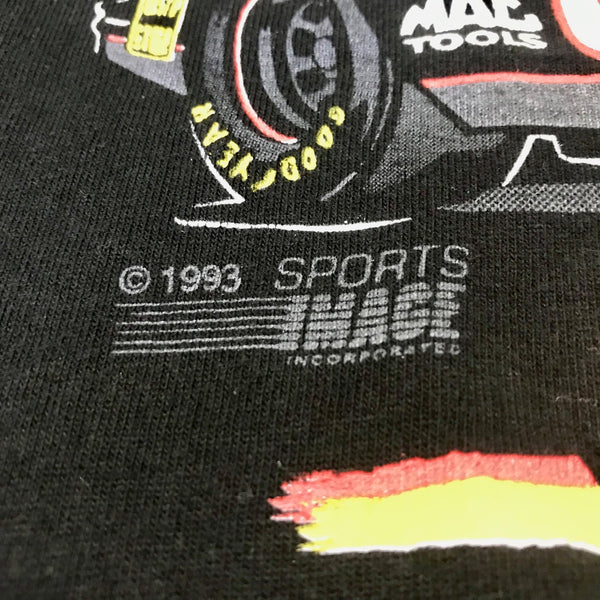 MAC
TOOLS
GOODYEAR
© 1993 SPORTS
IMAGE
INCORPORATED